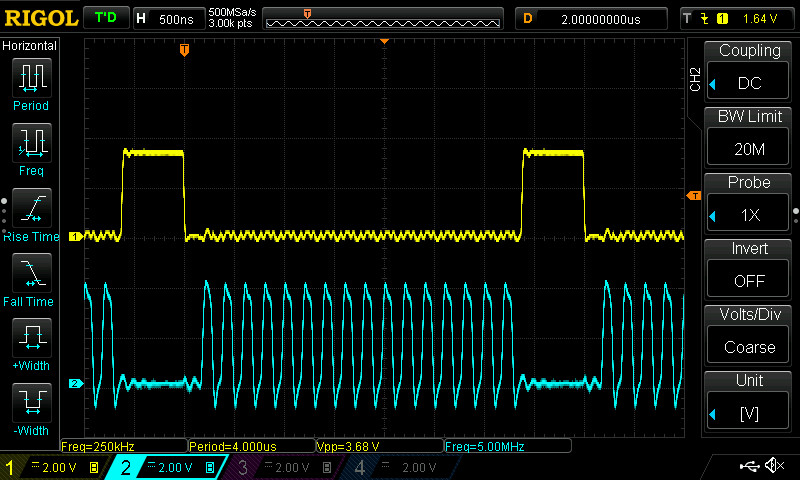 RIGOL T'D H 500ns 500MSa/s 3.00k pts T D 2.00000000us T 1 1.64 V
Horizontal
Period
Freq
Rise Time
Fall Time
+Width
-Width
T
1
2
T
CH2
Coupling
DC
BW Limit
20M
Probe
1X
Invert
OFF
Volts/Div
Coarse
Unit
[V]
Freq=250kHz Period=4.000us Vpp=3.68 V Freq=5.00MHz
1 2.00 V B 2 2.00 V B 3 2.00 V B 4 2.00 V